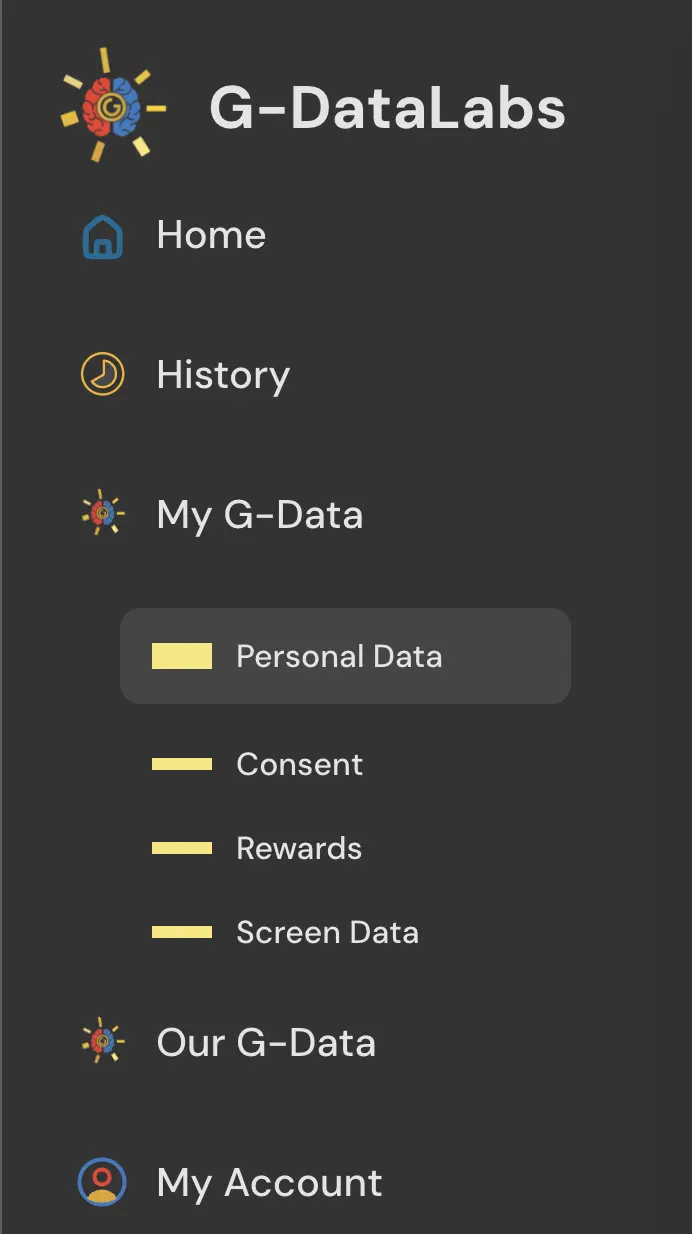 G-DataLabs
Home
History
My G-Data
Personal Data
Consent
Rewards
Screen Data
Our G-Data
My Account